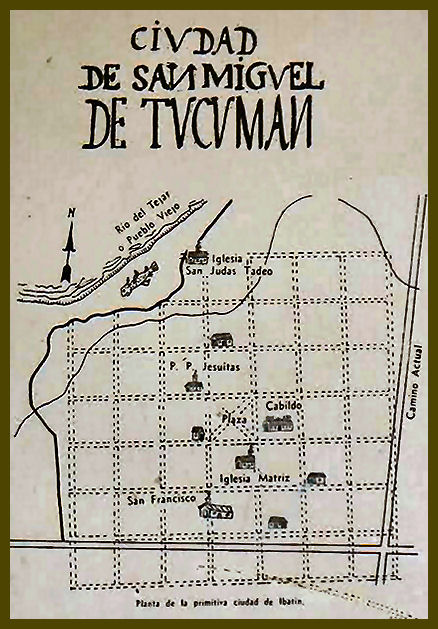 CIVDAD
DE SAN MIGVEL
DE TVCVMAN
N
Rio del Tejar
o Pueblo Viejo
Iglesia
San Judas Tadeo
P. P. Jesuitas
Cabildo
Plaza
Camino Actual
Iglesia Matriz
San Francisco
Planta de la primitiva ciudad de Ibatin.